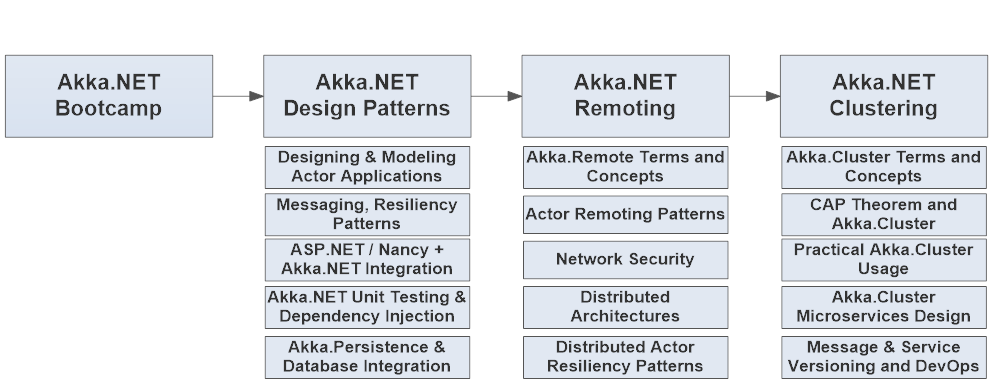 Akka.NET
Bootcamp
Akka.NET
Design Patterns
Akka.NET
Remoting
Akka.NET
Clustering
Designing & Modeling
Actor Applications
Messaging, Resiliency
Patterns
ASP.NET / Nancy +
Akka.NET Integration
Akka.NET Unit Testing &
Dependency Injection
Akka.Persistence &
Database Integration
Akka.Remote Terms and
Concepts
Actor Remoting Patterns
Network Security
Distributed
Architectures
Distributed Actor
Resiliency Patterns
Akka.Cluster Terms and
Concepts
CAP Theorem and
Akka.Cluster
Practical Akka.Cluster
Usage
Akka.Cluster
Microservices Design
Message & Service
Versioning and DevOps